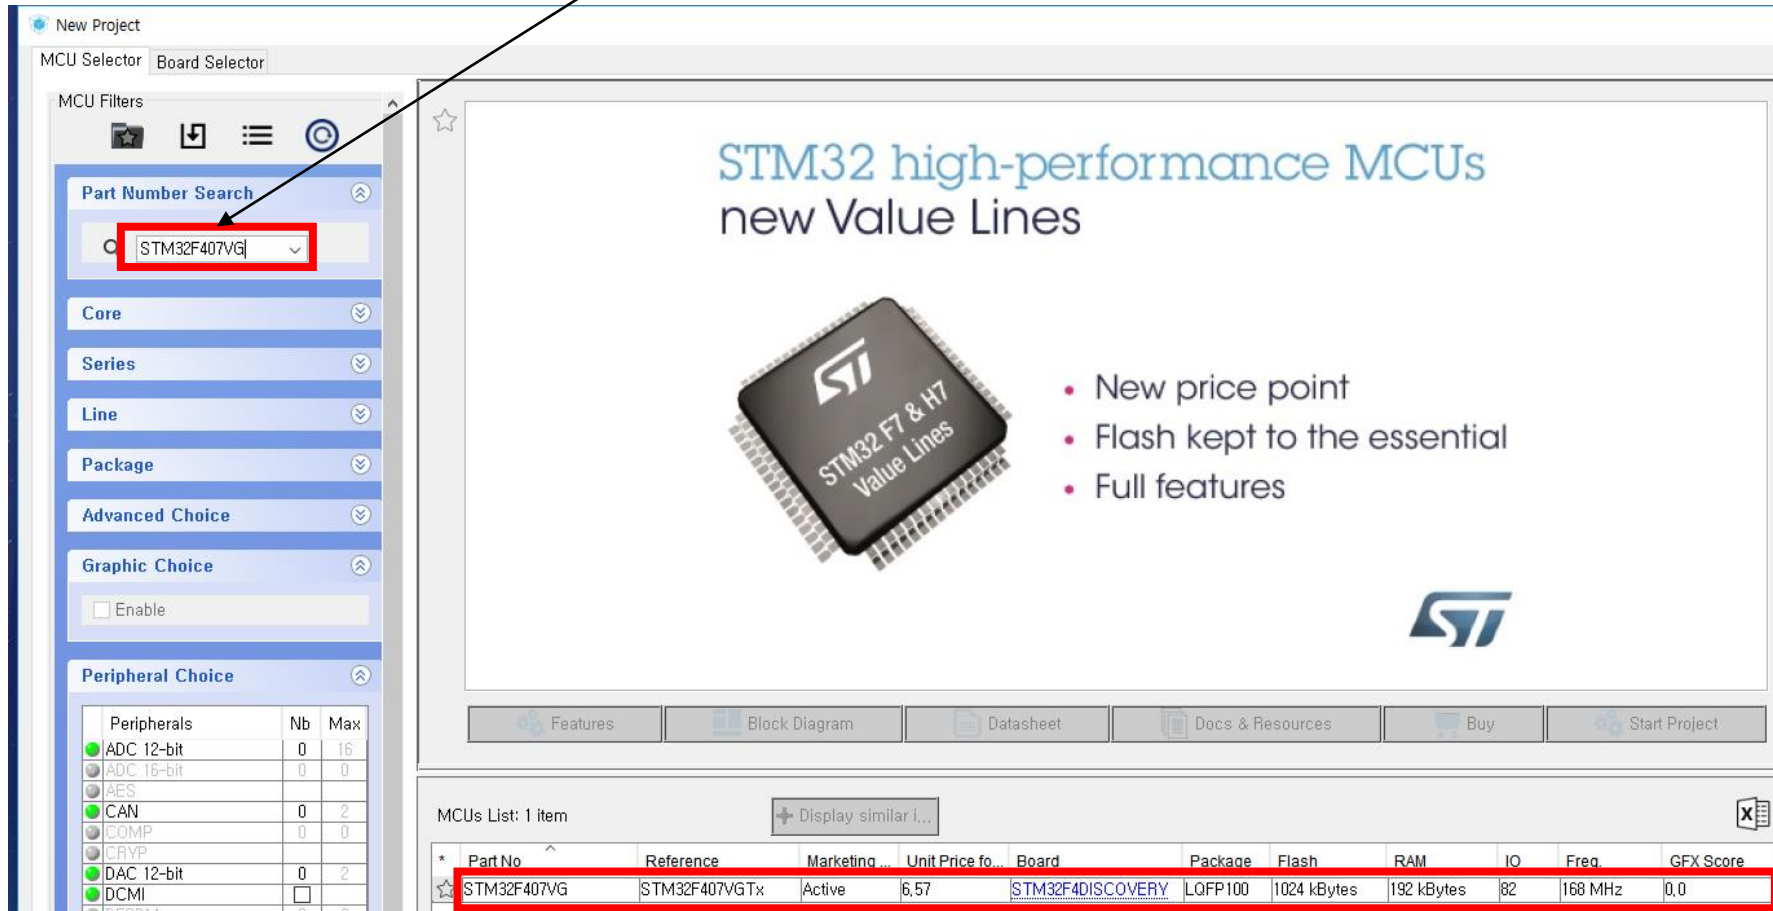 New Project
MCU Selector Board Selector
MCU Filters
Part Number Search
STM32F407VG
Core
Series
Line
Package
Advanced Choice
Graphic Choice
Enable
Peripheral Choice
Peripherals Nb Max
ADC 12-bit 0 16
ADC 16-bit 0 0
AES
CAN 0 2
COMP 0 0
CRYP
DAC 12-bit 0 2
DCMI
STM32 high-performance MCUs
new Value Lines
ST
STM32 F7 & H7
Value Lines
• New price point
• Flash kept to the essential
• Full features
ST
Features Block Diagram Datasheet Docs & Resources Buy Start Project
MCUs List: 1 item
+ Display similar i...
* Part No Reference Marketing ... Unit Price fo... Board Package Flash RAM IO Freq. GFX Score
STM32F407VG STM32F407VGTx Active 6,57 STM32F4DISCOVERY LQFP100 1024 kBytes 192 kBytes 82 168 MHz 0,0